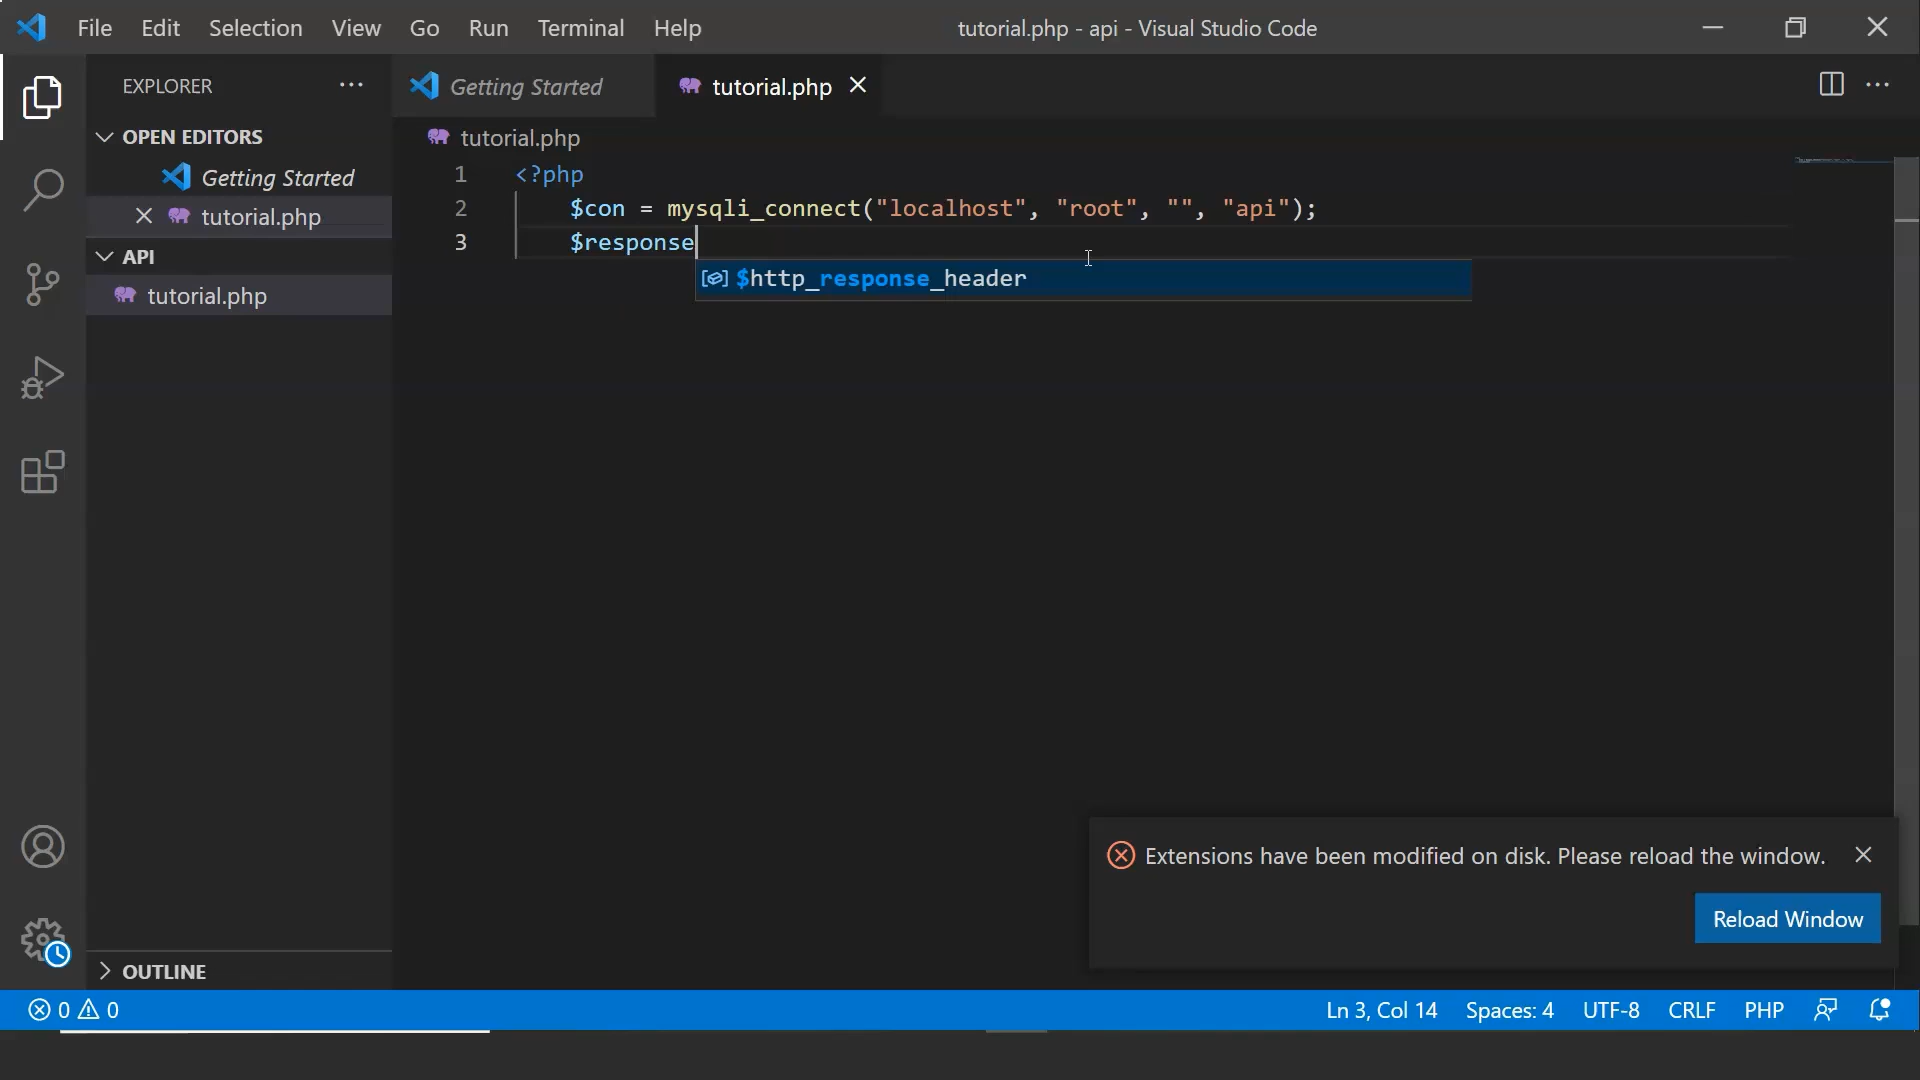 File Edit Selection View Go Run Terminal Help tutorial.php - api - Visual Studio Code
EXPLORER
OPEN EDITORS
Getting Started
tutorial.php
API
tutorial.php
OUTLINE
Getting Started tutorial.php
tutorial.php
1 <?php
2 $con = mysqli_connect("localhost", "root", "", "api");
3 $response
$http_response_header
Extensions have been modified on disk. Please reload the window.
Reload Window
0 0 Ln 3, Col 14 Spaces: 4 UTF-8 CRLF PHP